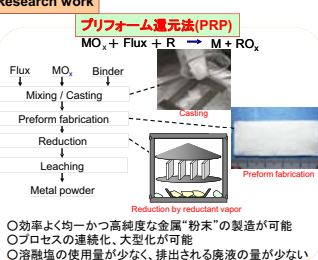 Research work
プリフォーム還元法(PRP)
MOx + Flux + R → M + ROx
Flux MOx Binder
Mixing / Casting
Casting
Preform fabrication
Reduction
Leaching
Preform fabrication
Metal powder
Reduction by reductant vapor
○効率よく均一かつ高純度な金属“粉末”の製造が可能
○プロセスの連続化、大型化が可能
○溶融塩の使用量が少なく、排出される廃液の量が少ない